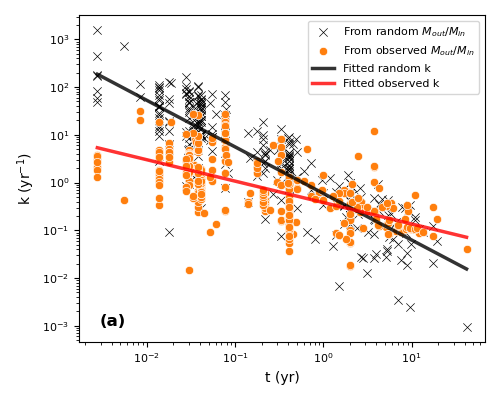 From random M_out/M_in
From observed M_out/M_in
Fitted random k
Fitted observed k
k (yr⁻¹)
10³
10²
10¹
10⁰
10⁻¹
10⁻²
10⁻³
(a)
10⁻² 10⁻¹ 10⁰ 10¹
t (yr)